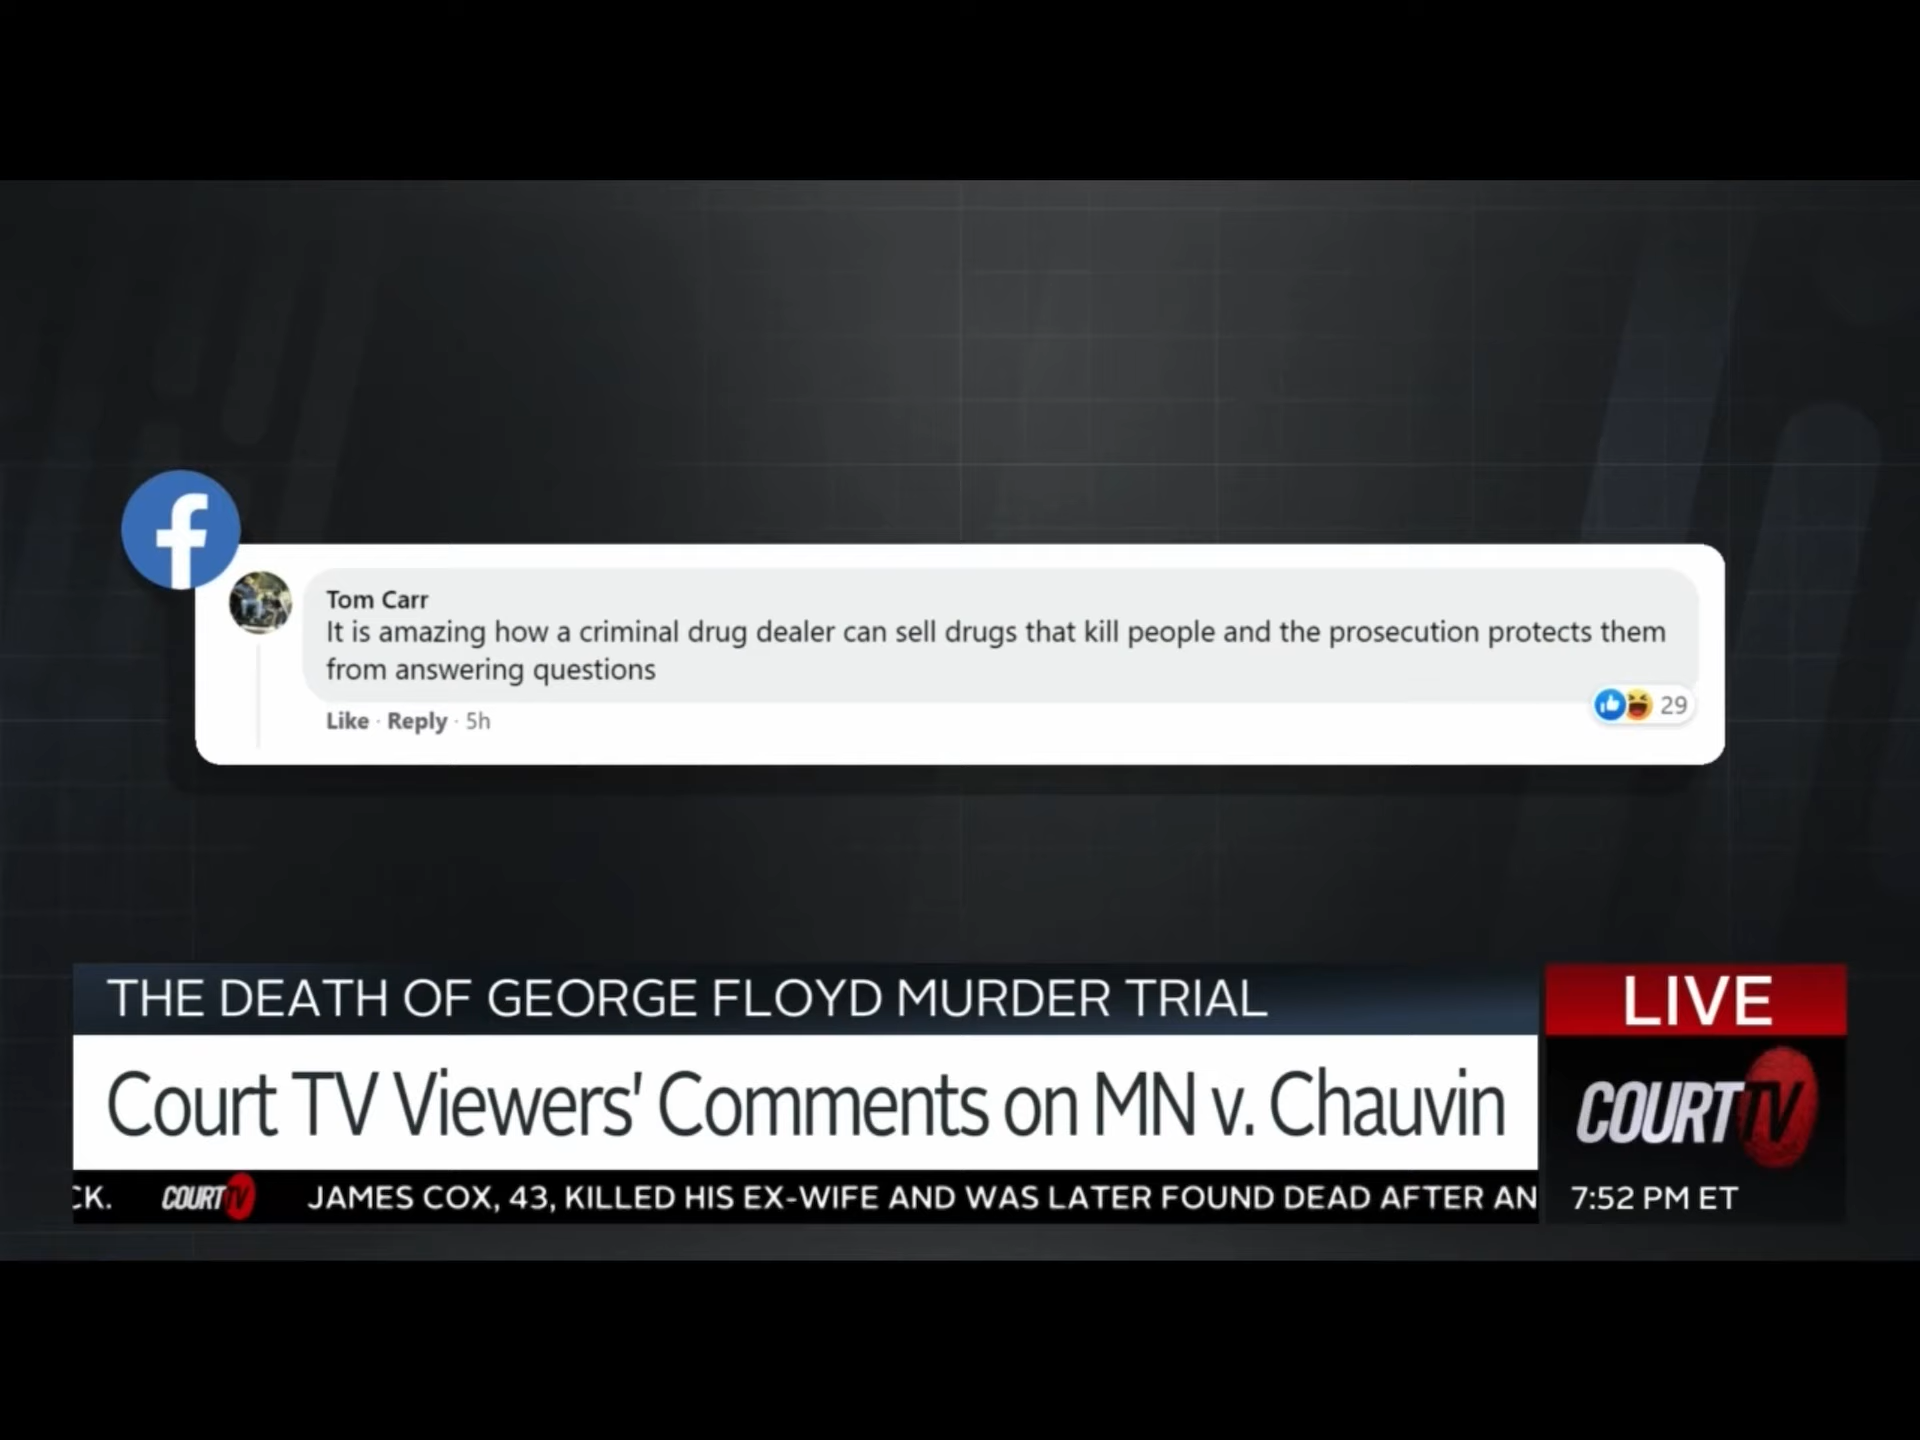 f
Tom Carr
It is amazing how a criminal drug dealer can sell drugs that kill people and the prosecution protects them
from answering questions
Like · Reply · 5h
29
THE DEATH OF GEORGE FLOYD MURDER TRIAL
LIVE
Court TV Viewers' Comments on MN v. Chauvin
COURT TV
CK. COURT TV JAMES COX, 43, KILLED HIS EX-WIFE AND WAS LATER FOUND DEAD AFTER AN
7:52 PM ET